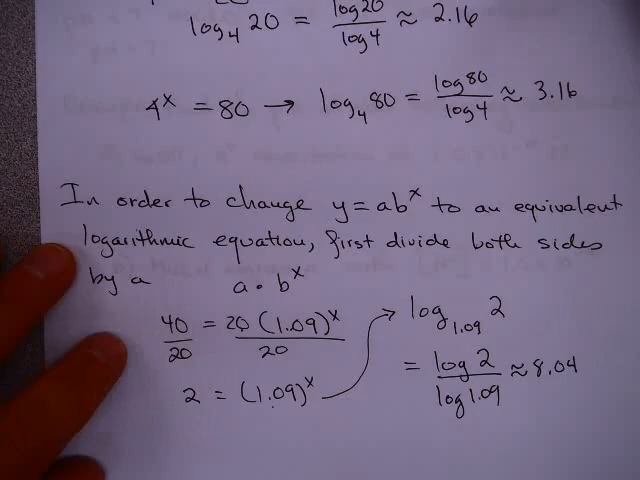 log₄ 20 = log20/log4 ≈ 2.16
4ˣ = 80 → log₄ 80 = log80/log4 ≈ 3.16
In order to change y = abˣ to an equivalent
logarithmic equation, first divide both sides
by a a · bˣ
40/20 = 20(1.09)ˣ/20
2 = (1.09)ˣ
log₁.₀₉ 2
= log 2/log 1.09 ≈ 8.04